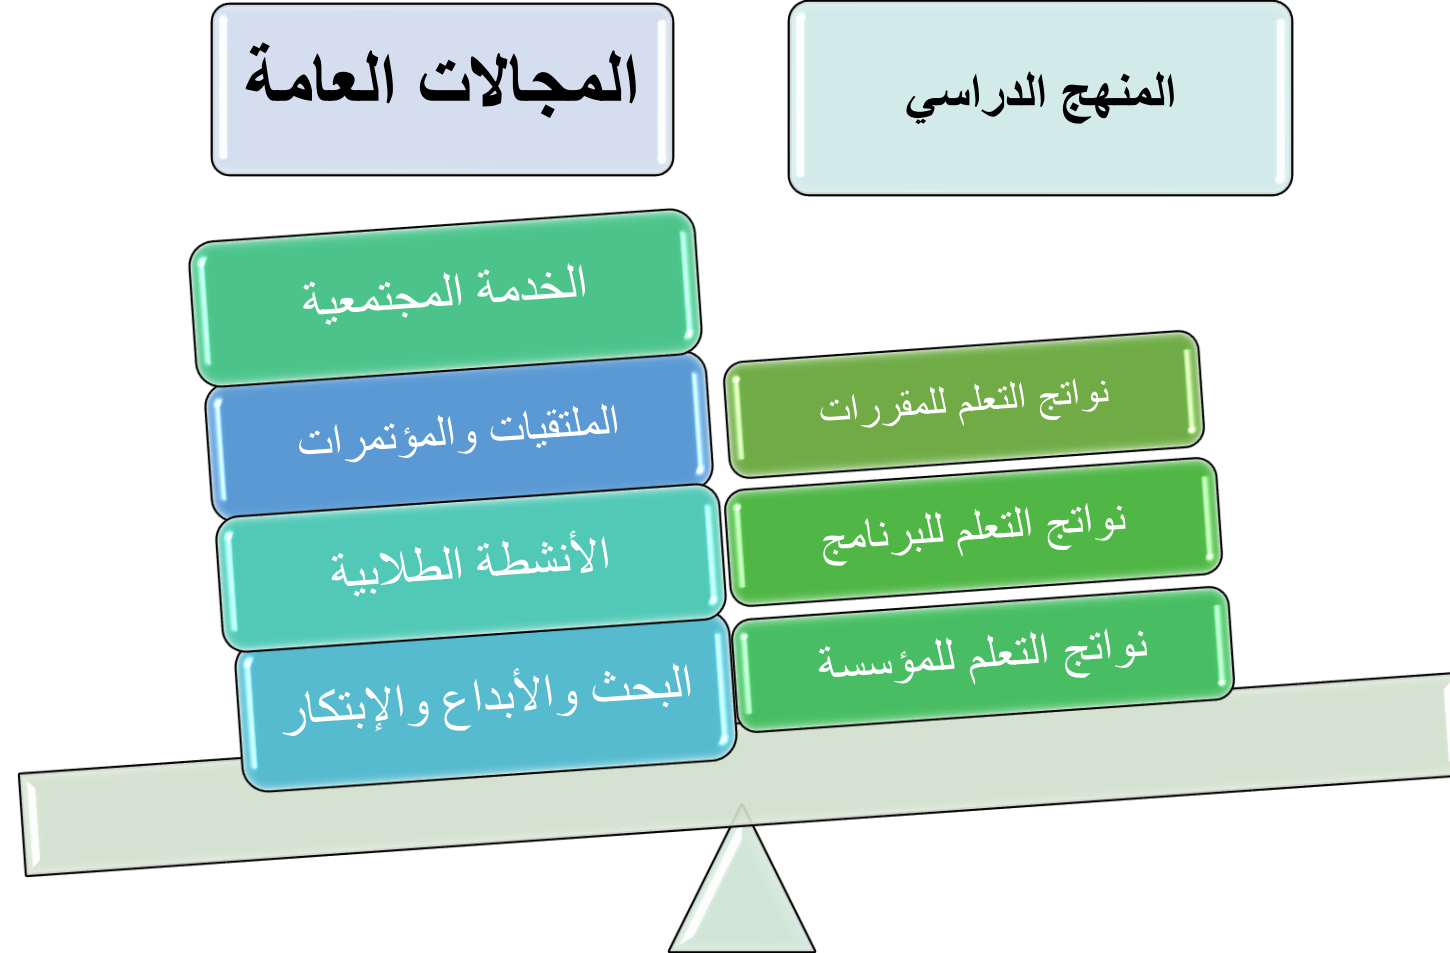 المنهج الدراسي
نواتج التعلم للمقررات
نواتج التعلم للبرنامج
نواتج التعلم للمؤسسة
المجالات العامة
الخدمة المجتمعية
الملتقيات والمؤتمرات
الأنشطة الطلابية
البحث والأبداع والإبتكار